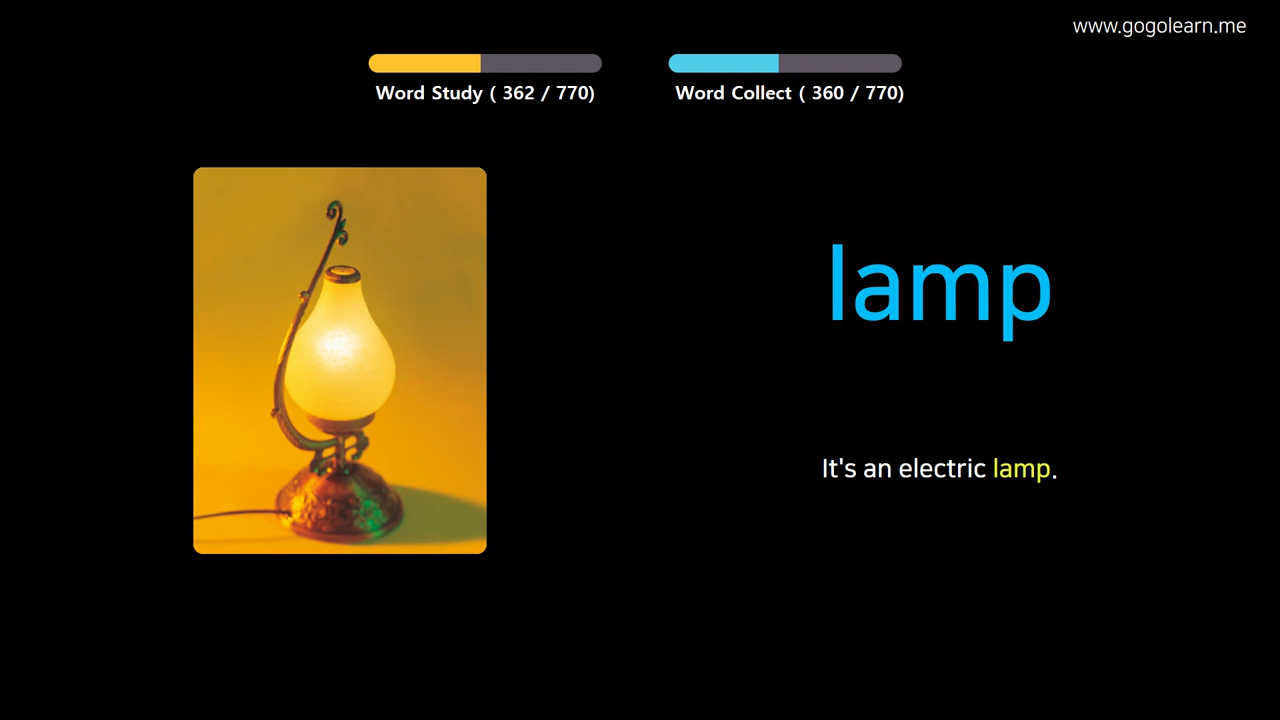 www.gogolearn.me
Word Study ( 362 / 770)
Word Collect ( 360 / 770)
lamp
It's an electric lamp.